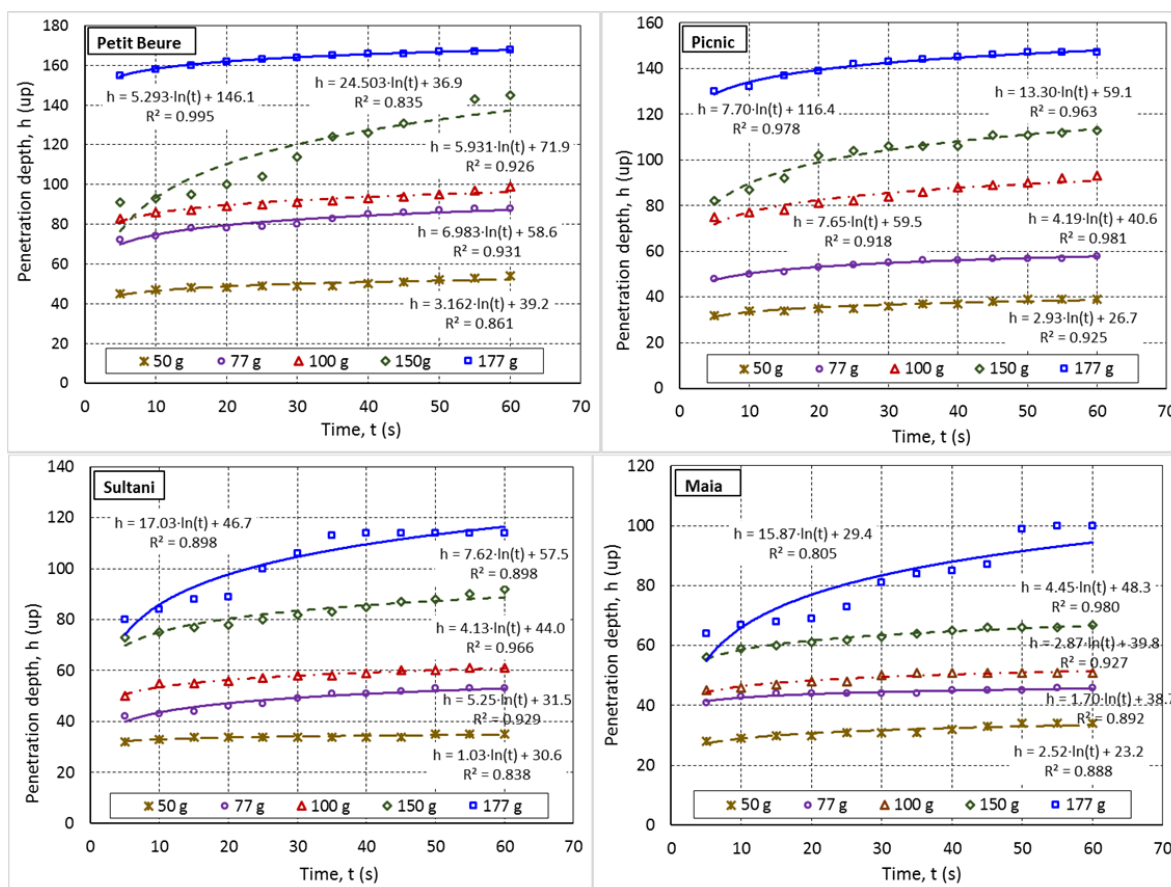 Petit Beure
Penetration depth, h (up)
180
160
140
120
100
80
60
40
20
0
h = 5.293·ln(t) + 146.1
R² = 0.995
h = 24.503·ln(t) + 36.9
R² = 0.835
h = 5.931·ln(t) + 71.9
R² = 0.926
h = 6.983·ln(t) + 58.6
R² = 0.931
h = 3.162·ln(t) + 39.2
R² = 0.861
50 g 77 g 100 g 150g 177 g
0 10 20 30 40 50 60 70
Time, t (s)
Picnic
Penetration depth, h (up)
160
140
120
100
80
60
40
20
0
h = 7.70·ln(t) + 116.4
R² = 0.978
h = 13.30·ln(t) + 59.1
R² = 0.963
h = 7.65·ln(t) + 59.5
R² = 0.918
h = 4.19·ln(t) + 40.6
R² = 0.981
h = 2.93·ln(t) + 26.7
R² = 0.925
50 g 77 g 100 g 150 g 177 g
0 10 20 30 40 50 60 70
Time, t (s)
Sultani
Penetration depth, h (up)
140
120
100
80
60
40
20
0
h = 17.03·ln(t) + 46.7
R² = 0.898
h = 7.62·ln(t) + 57.5
R² = 0.898
h = 4.13·ln(t) + 44.0
R² = 0.966
h = 5.25·ln(t) + 31.5
R² = 0.929
h = 1.03·ln(t) + 30.6
R² = 0.838
50 g 77 g 100 g 150 g 177 g
0 10 20 30 40 50 60 70
Time, t (s)
Maia
Penetration depth, h (up)
120
100
80
60
40
20
0
h = 15.87·ln(t) + 29.4
R² = 0.805
h = 4.45·ln(t) + 48.3
R² = 0.980
h = 2.87·ln(t) + 39.8
R² = 0.927
h = 1.70·ln(t) + 38.7
R² = 0.892
h = 2.52·ln(t) + 23.2
R² = 0.888
50 g 77 g 100 g 150 g 177 g
0 10 20 30 40 50 60 70
Time, t (s)